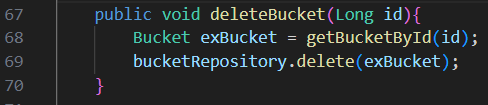 67 public void deleteBucket(Long id){
68 Bucket exBucket = getBucketById(id);
69 bucketRepository.delete(exBucket);
70 }